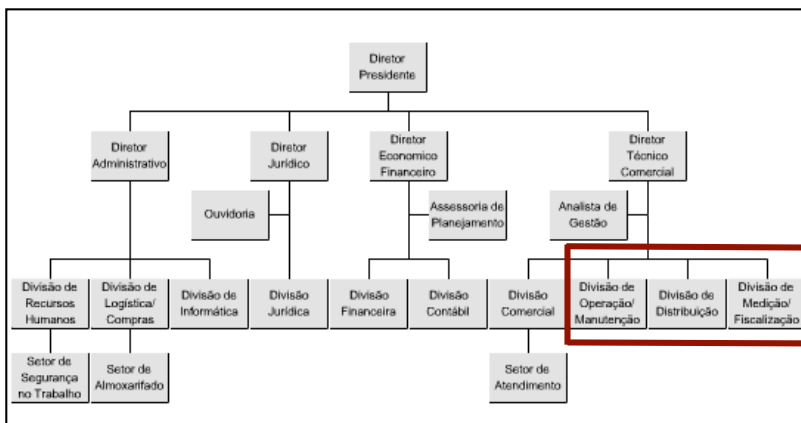 Diretor
Presidente
Diretor
Administrativo
Diretor
Jurídico
Diretor
Economico
Financeiro
Diretor
Técnico
Comercial
Ouvidoria
Assessoria de
Planejamento
Analista de
Gestão
Divisão de
Recursos
Humanos
Divisão de
Logística/
Compras
Divisão de
Informática
Divisão
Jurídica
Divisão
Financeira
Divisão
Contábil
Divisão
Comercial
Divisão de
Operação/
Manutenção
Divisão de
Distribuição
Divisão de
Medição/
Fiscalização
Setor de
Segurança
no Trabalho
Setor de
Almoxarifado
Setor de
Atendimento